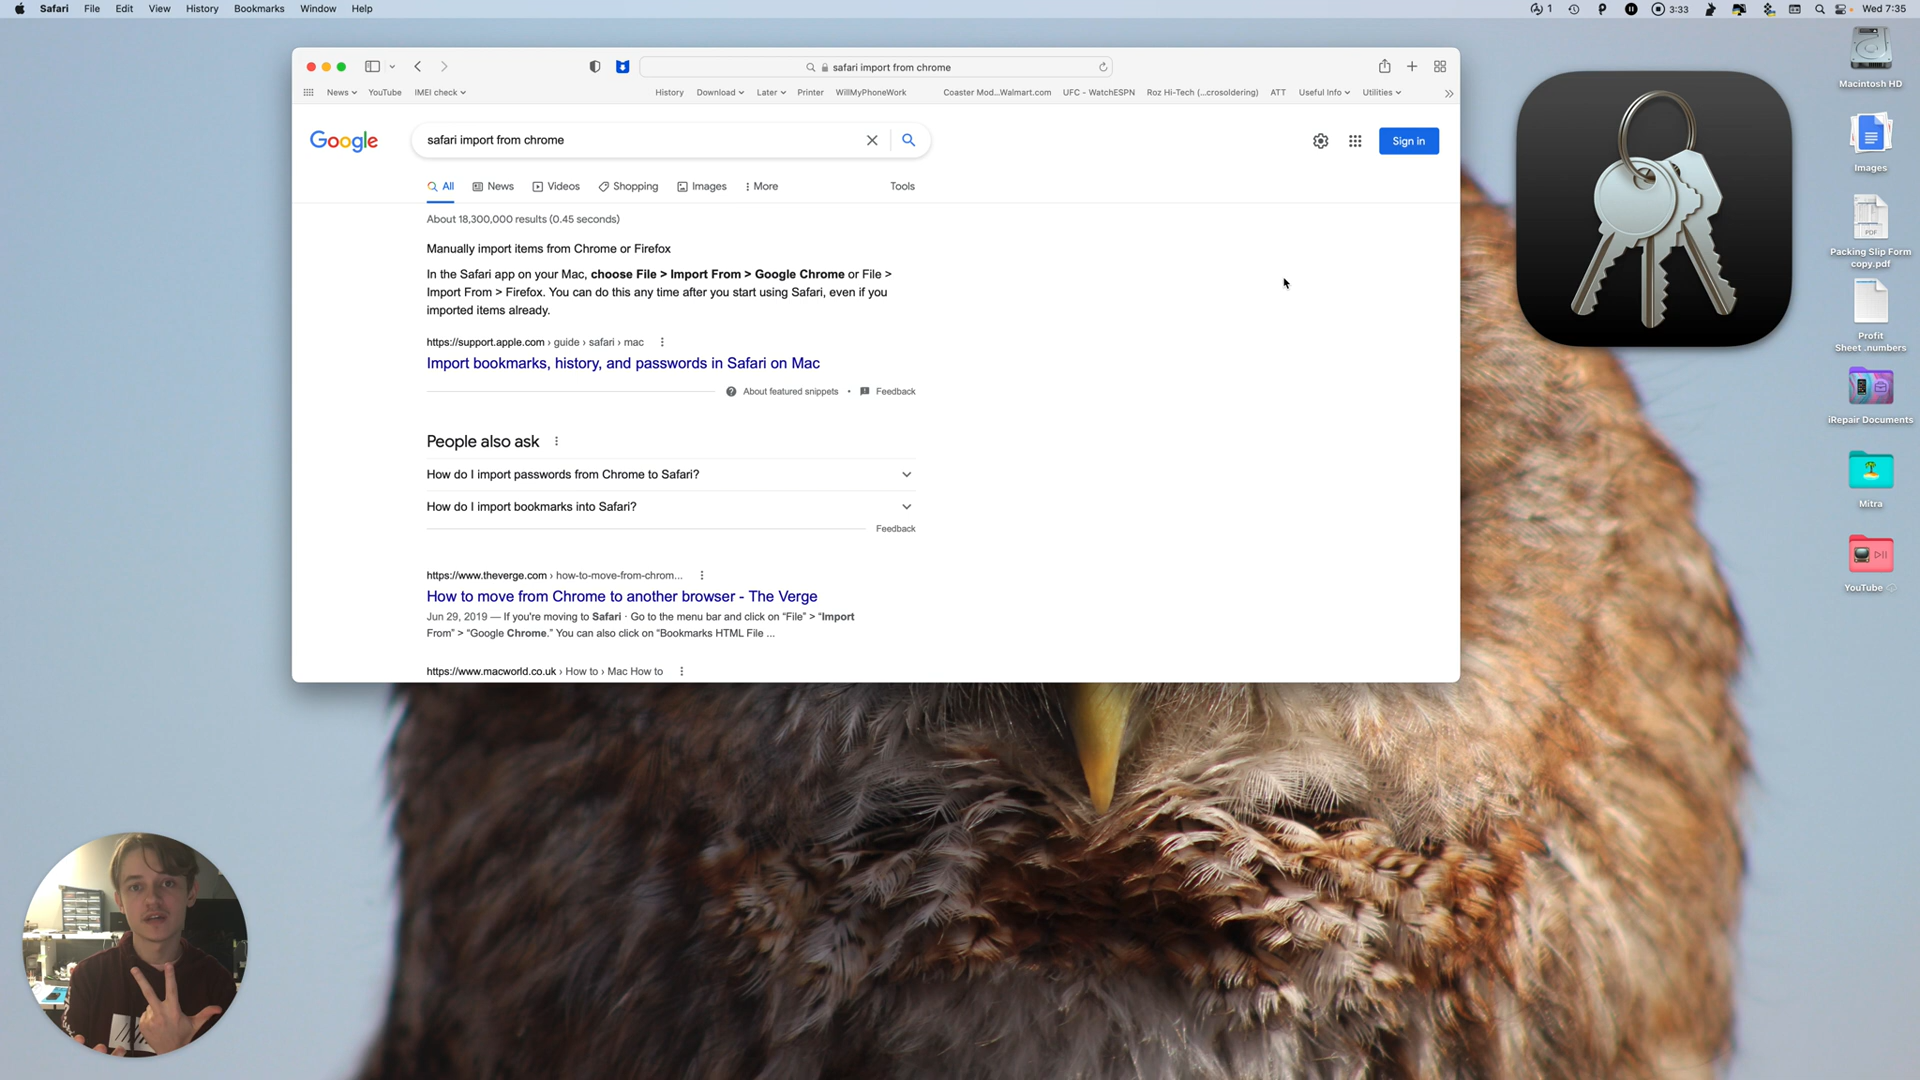 Safari File Edit View History Bookmarks Window Help
1 3:33 Wed 7:35
safari import from chrome
News YouTube IMEI check History Download Later Printer WillMyPhoneWork Coaster Mod...Walmart.com UFC - WatchESPN Roz Hi-Tech (...crosoldering) ATT Useful Info Utilities
Google
safari import from chrome
Sign in
All News Videos Shopping Images More Tools
About 18,300,000 results (0.45 seconds)
Manually import items from Chrome or Firefox
In the Safari app on your Mac, choose File > Import From > Google Chrome or File >
Import From > Firefox. You can do this any time after you start using Safari, even if you
imported items already.
https://support.apple.com › guide › safari › mac
Import bookmarks, history, and passwords in Safari on Mac
About featured snippets • Feedback
People also ask
How do I import passwords from Chrome to Safari?
How do I import bookmarks into Safari?
Feedback
https://www.theverge.com › how-to-move-from-chrom...
How to move from Chrome to another browser - The Verge
Jun 29, 2019 — If you're moving to Safari · Go to the menu bar and click on “File” > “Import
From” > “Google Chrome.” You can also click on “Bookmarks HTML File ...
https://www.macworld.co.uk › How to › Mac How to
Macintosh HD
Images
PDF
Packing Slip Form
copy.pdf
Profit
Sheet .numbers
iRepair Documents
Mitra
YouTube